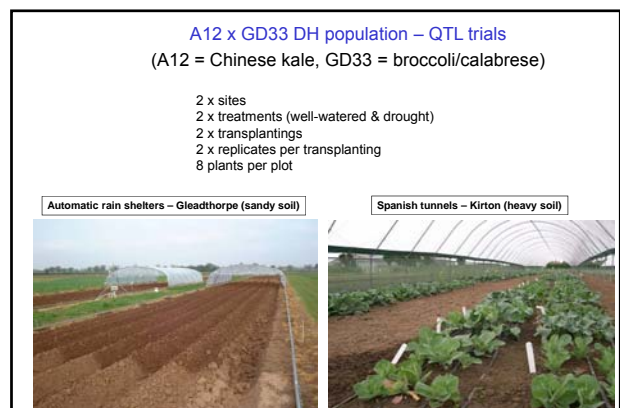 A12 x GD33 DH population – QTL trials
(A12 = Chinese kale, GD33 = broccoli/calabrese)
2 x sites
2 x treatments (well-watered & drought)
2 x transplantings
2 x replicates per transplanting
8 plants per plot
Automatic rain shelters – Gleadthorpe (sandy soil)
Spanish tunnels – Kirton (heavy soil)